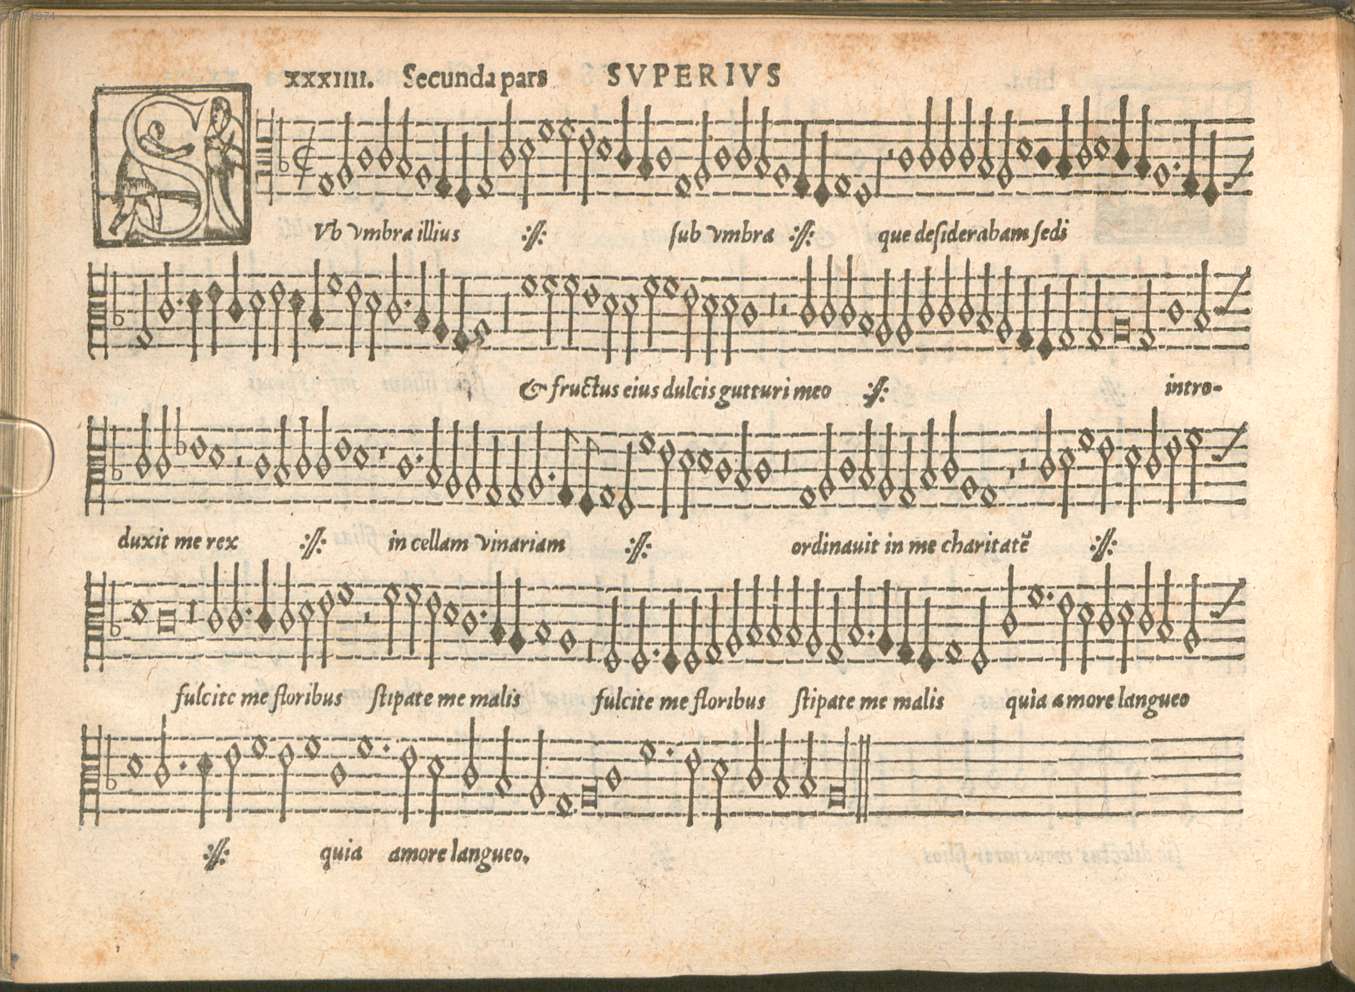 xxxiiii. Secunda pars SVPERIVS
SVb vmbra illius ://: sub vmbra ://: que desiderabam sedi
& fructus eius dulcis gutturi meo ://: intro-
duxit me rex ://: in cellam vinariam ://: ordinauit in me charitatē ://:
fulcite me floribus stipate me malis fulcite me floribus stipate me malis quia amore langueo
://: quia amore langueo.